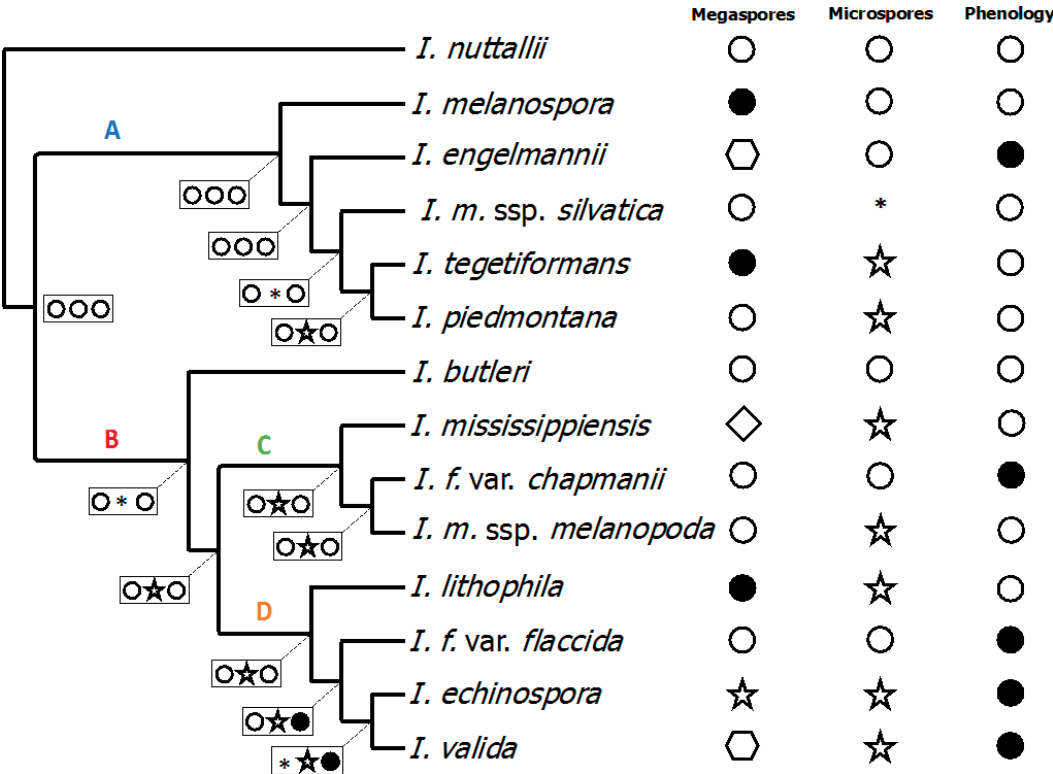 Megaspores Microspores Phenology
I. nuttallii
I. melanospora
A
I. engelmannii
I. m. ssp. silvatica *
I. tegetiformans
*
I. piedmontana
I. butleri
I. mississippiensis
B C
I. f. var. chapmanii
*
I. m. ssp. melanopoda
I. lithophila
D
I. f. var. flaccida
I. echinospora
I. valida
*